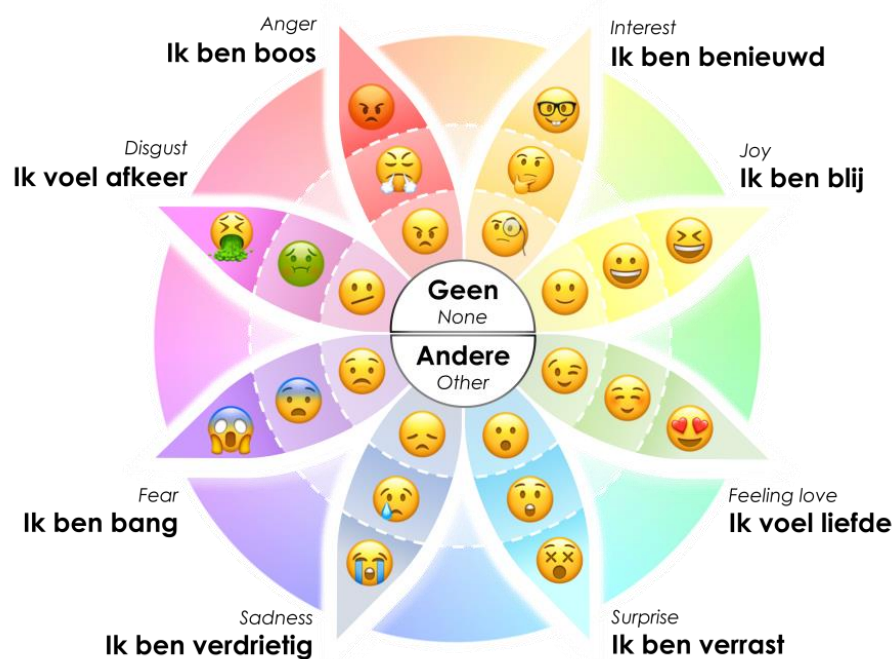 Anger
Ik ben boos
Interest
Ik ben benieuwd
Disgust
Ik voel afkeer
Joy
Ik ben blij
Geen
None
Andere
Other
Fear
Ik ben bang
Feeling love
Ik voel liefde
Sadness
Ik ben verdrietig
Surprise
Ik ben verrast